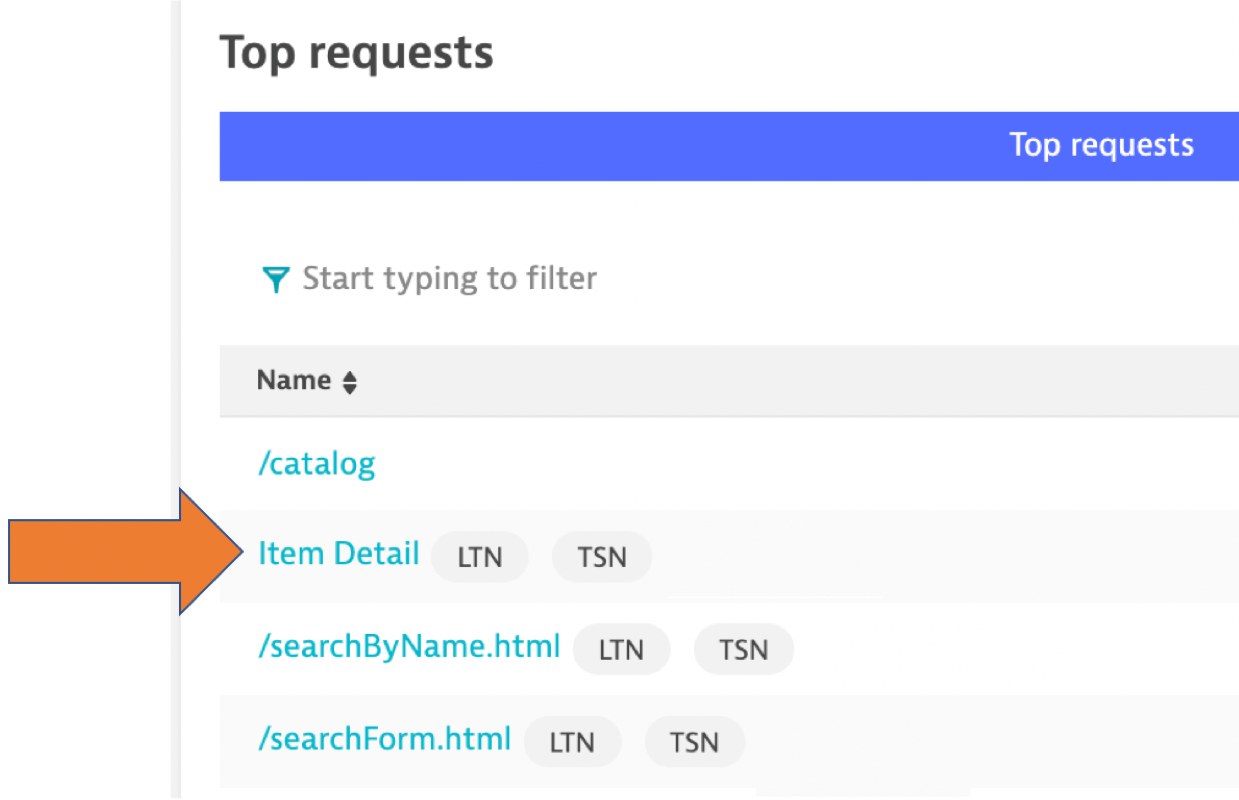 Top requests
Top requests
Start typing to filter
Name
/catalog
Item Detail LTN TSN
/searchByName.html LTN TSN
/searchForm.html LTN TSN